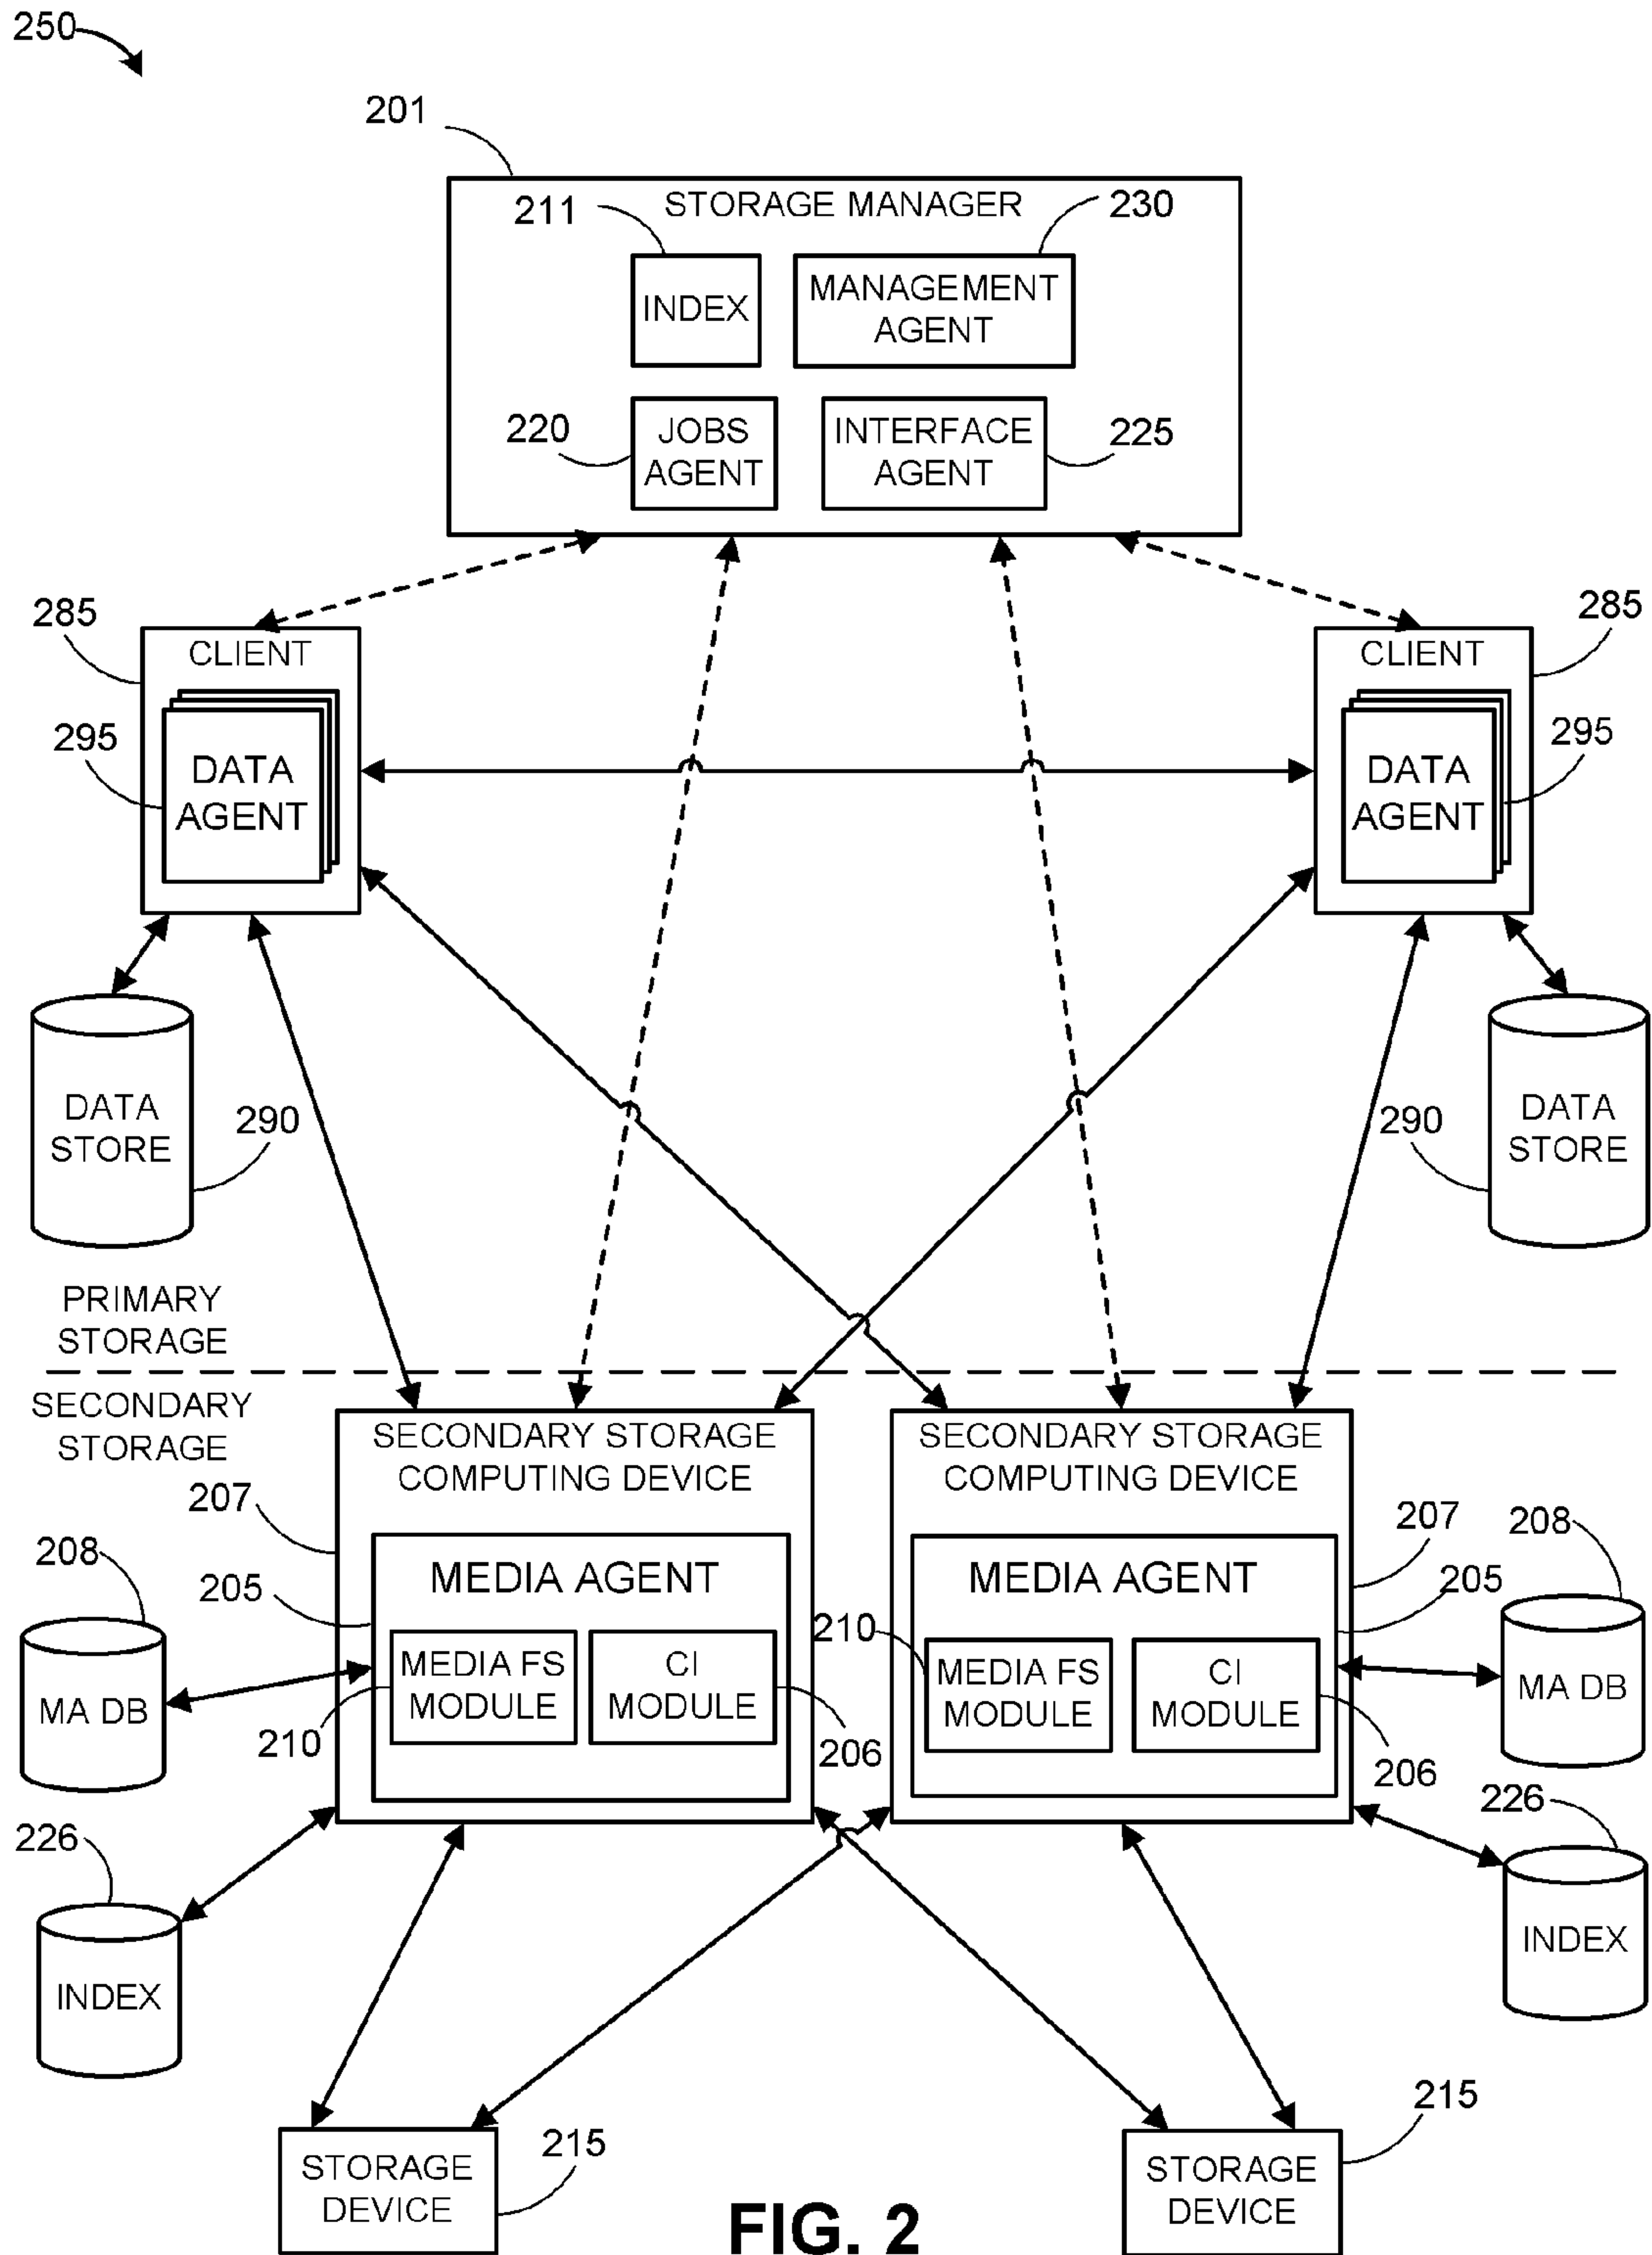 250
201
STORAGE MANAGER
211
230
INDEX
MANAGEMENT
AGENT
220
JOBS
AGENT
INTERFACE
AGENT
225
285
CLIENT
295
DATA
AGENT
285
CLIENT
295
DATA
AGENT
DATA
STORE
290
290
DATA
STORE
PRIMARY
STORAGE
SECONDARY
STORAGE
SECONDARY STORAGE
COMPUTING DEVICE
SECONDARY STORAGE
COMPUTING DEVICE
207
207
208
208
205
MEDIA AGENT
MEDIA AGENT
205
210
MEDIA FS
MODULE
CI
MODULE
MEDIA FS
MODULE
CI
MODULE
MA DB
MA DB
210
206
206
226
226
INDEX
INDEX
STORAGE
DEVICE
215
STORAGE
DEVICE
215
FIG. 2